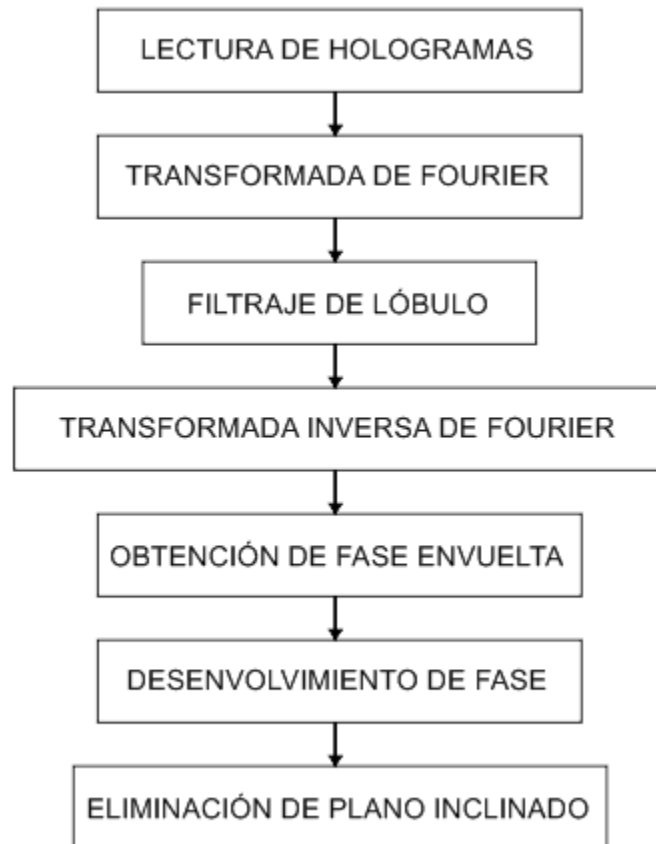 LECTURA DE HOLOGRAMAS
TRANSFORMADA DE FOURIER
FILTRAJE DE LÓBULO
TRANSFORMADA INVERSA DE FOURIER
OBTENCIÓN DE FASE ENVUELTA
DESENVOLVIMIENTO DE FASE
ELIMINACIÓN DE PLANO INCLINADO